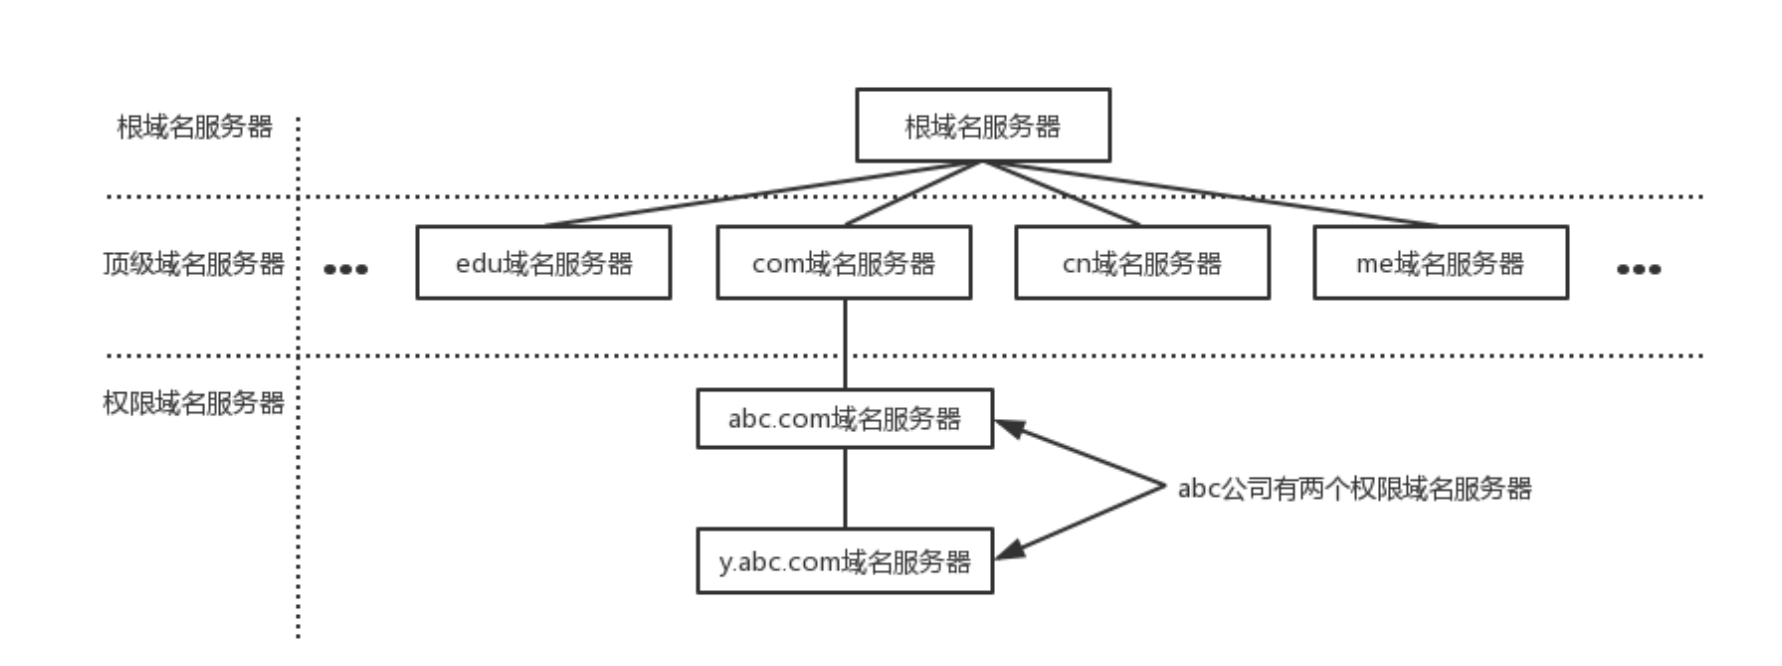 根域名服务器
根域名服务器
顶级域名服务器
edu域名服务器
com域名服务器
cn域名服务器
me域名服务器
权限域名服务器
abc.com域名服务器
abc公司有两个权限域名服务器
y.abc.com域名服务器